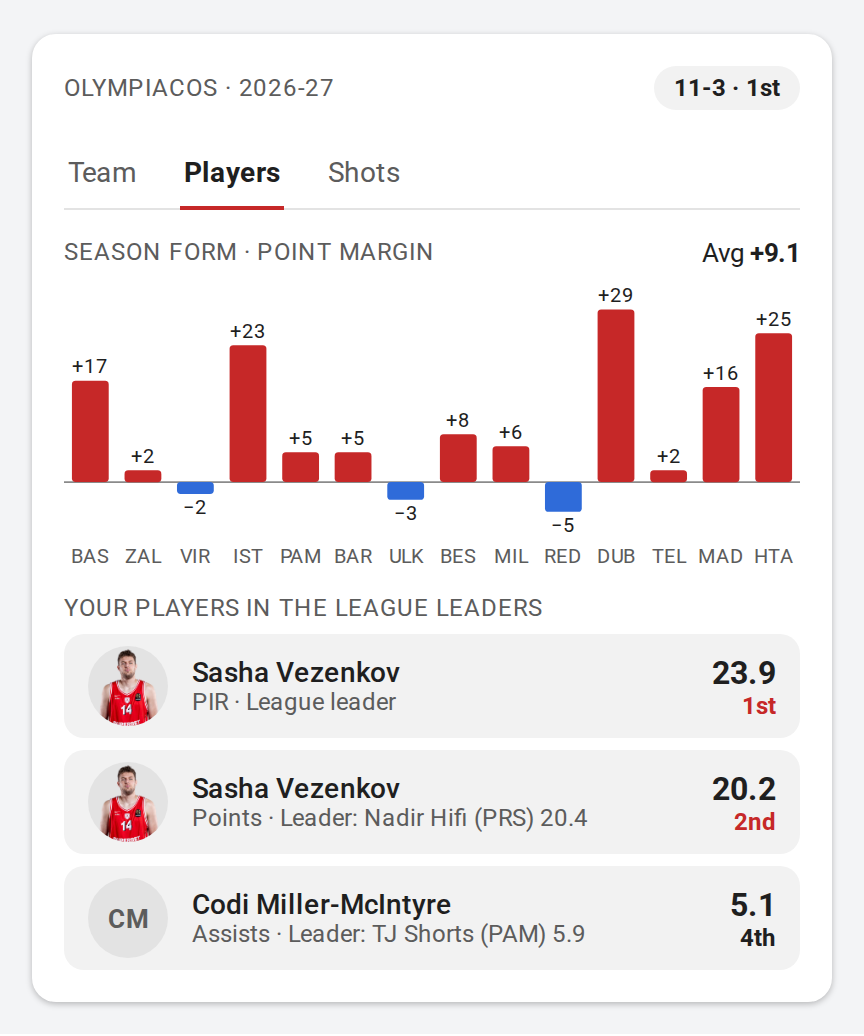 OLYMPIACOS · 2026-27
11-3 · 1st
Team Players Shots
SEASON FORM · POINT MARGIN
Avg +9.1
+17 +2 −2 +23 +5 +5 −3 +8 +6 −5 +29 +2 +16 +25
BAS ZAL VIR IST PAM BAR ULK BES MIL RED DUB TEL MAD HTA
YOUR PLAYERS IN THE LEAGUE LEADERS
14
Sasha Vezenkov
PIR · League leader
23.9
1st
14
Sasha Vezenkov
Points · Leader: Nadir Hifi (PRS) 20.4
20.2
2nd
CM
Codi Miller-McIntyre
Assists · Leader: TJ Shorts (PAM) 5.9
5.1
4th